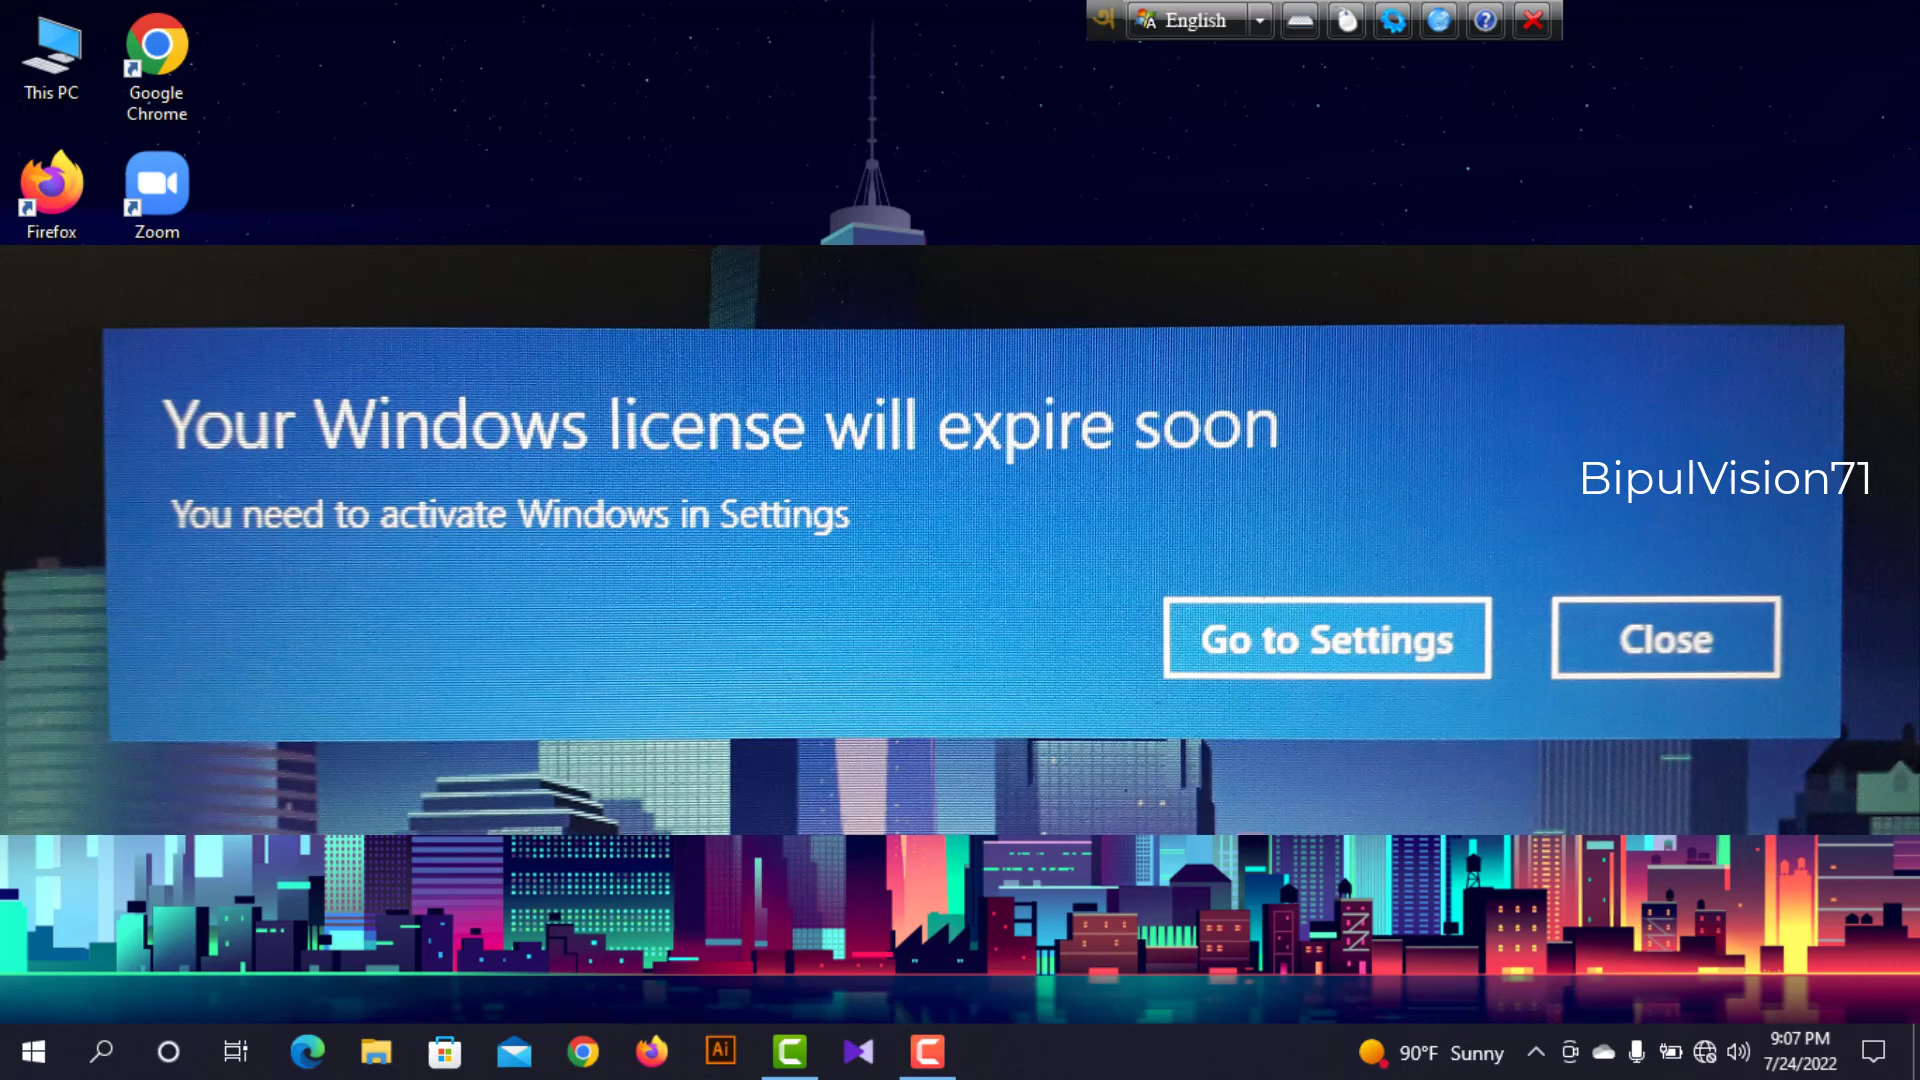 অ English
This PC
Google
Chrome
Firefox
Zoom
Your Windows license will expire soon
BipulVision71
You need to activate Windows in Settings
Go to Settings
Close
Ai
90°F Sunny
9:07 PM
7/24/2022